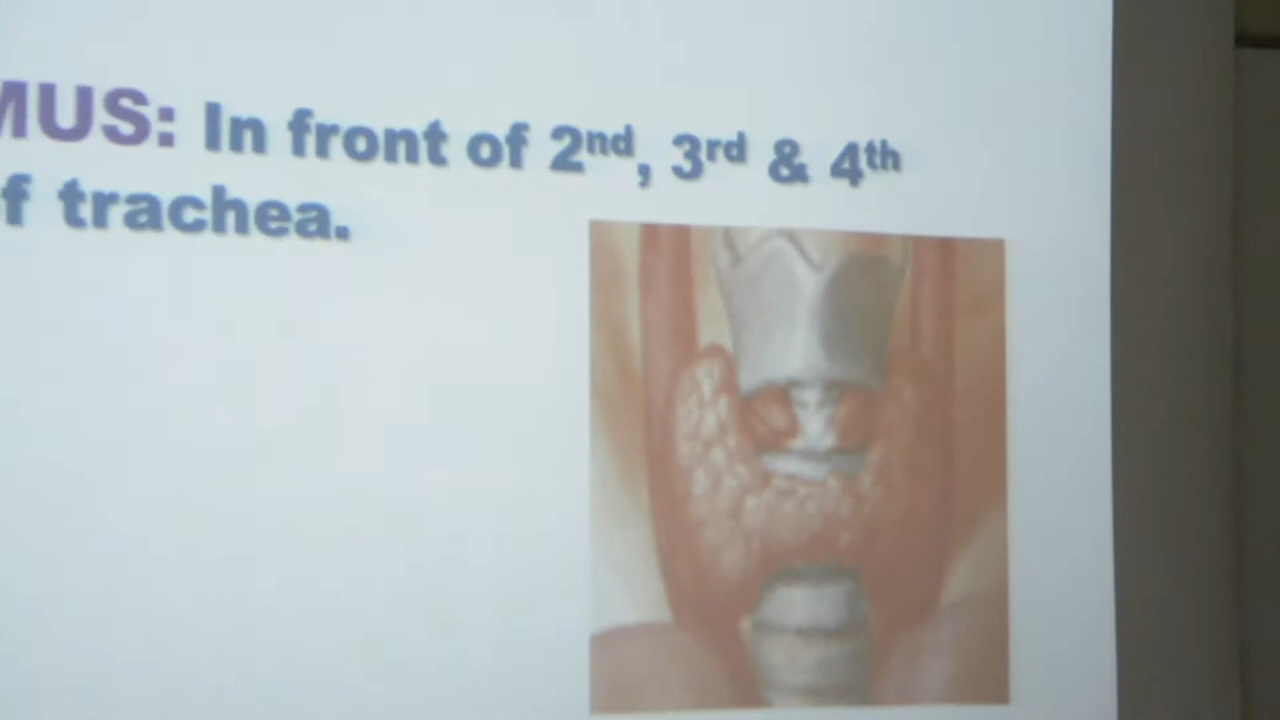 MUS: In front of 2nd, 3rd & 4th
f trachea.